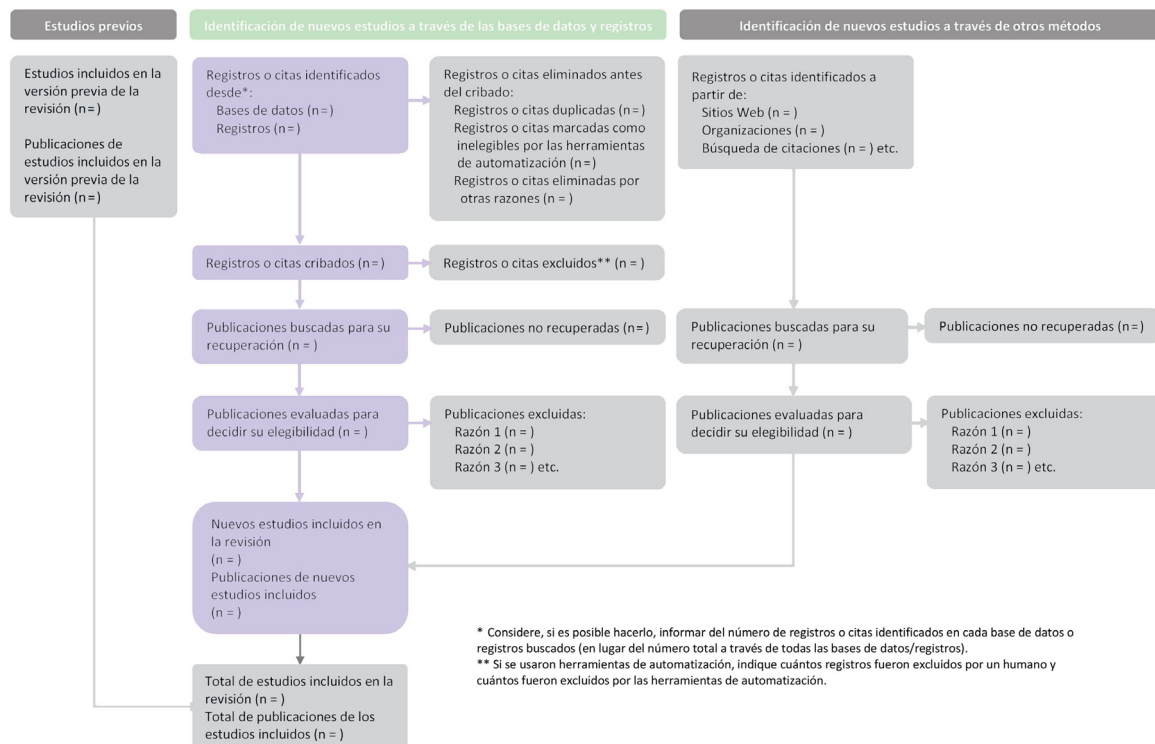 Estudios previos
Identificación de nuevos estudios a través de las bases de datos y registros
Identificación de nuevos estudios a través de otros métodos
Estudios incluidos en la
versión previa de la
revisión (n = )
Publicaciones de
estudios incluidos en la
versión previa de la
revisión (n = )
Registros o citas identificados
desde*:
Bases de datos (n = )
Registros (n = )
Registros o citas eliminados antes
del cribado:
Registros o citas duplicadas (n = )
Registros o citas marcadas como
inelegibles por las herramientas
de automatización (n = )
Registros o citas eliminadas por
otras razones (n = )
Registros o citas identificados a
partir de:
Sitios Web (n = )
Organizaciones (n = )
Búsqueda de citaciones (n = ) etc.
Registros o citas cribados (n = )
Registros o citas excluidos** (n = )
Publicaciones buscadas para su
recuperación (n = )
Publicaciones no recuperadas (n = )
Publicaciones buscadas para su
recuperación (n = )
Publicaciones no recuperadas (n = )
Publicaciones evaluadas para
decidir su elegibilidad (n = )
Publicaciones excluidas:
Razón 1 (n = )
Razón 2 (n = )
Razón 3 (n = ) etc.
Publicaciones evaluadas para
decidir su elegibilidad (n = )
Publicaciones excluidas:
Razón 1 (n = )
Razón 2 (n = )
Razón 3 (n = ) etc.
Nuevos estudios incluidos en
la revisión
(n = )
Publicaciones de nuevos
estudios incluidos
(n = )
Total de estudios incluidos en la
revisión (n = )
Total de publicaciones de los
estudios incluidos (n = )
* Considere, si es posible hacerlo, informar del número de registros o citas identificados en cada base de datos o
registros buscados (en lugar del número total a través de todas las bases de datos/registros).
** Si se usaron herramientas de automatización, indique cuántos registros fueron excluidos por un humano y
cuántos fueron excluidos por las herramientas de automatización.